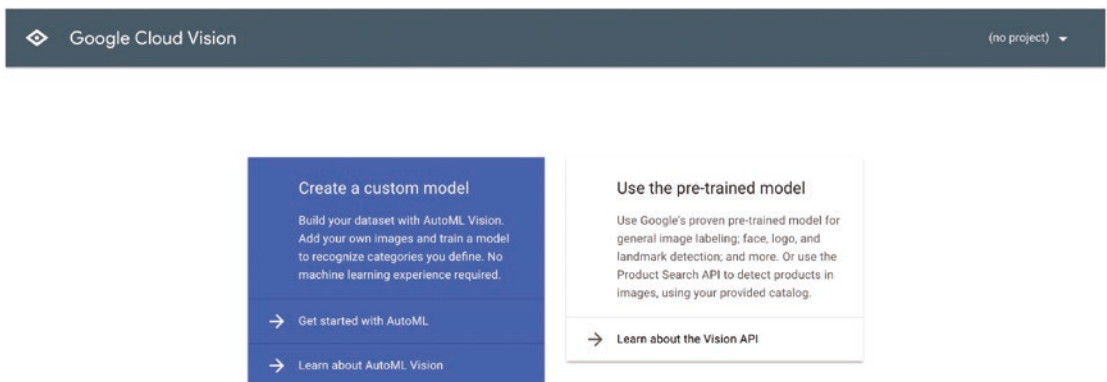 Google Cloud Vision
(no project)
Create a custom model
Build your dataset with AutoML Vision.
Add your own images and train a model
to recognize categories you define. No
machine learning experience required.
Get started with AutoML
Learn about AutoML Vision
Use the pre-trained model
Use Google's proven pre-trained model for
general image labeling; face, logo, and
landmark detection; and more. Or use the
Product Search API to detect products in
images, using your provided catalog.
Learn about the Vision API